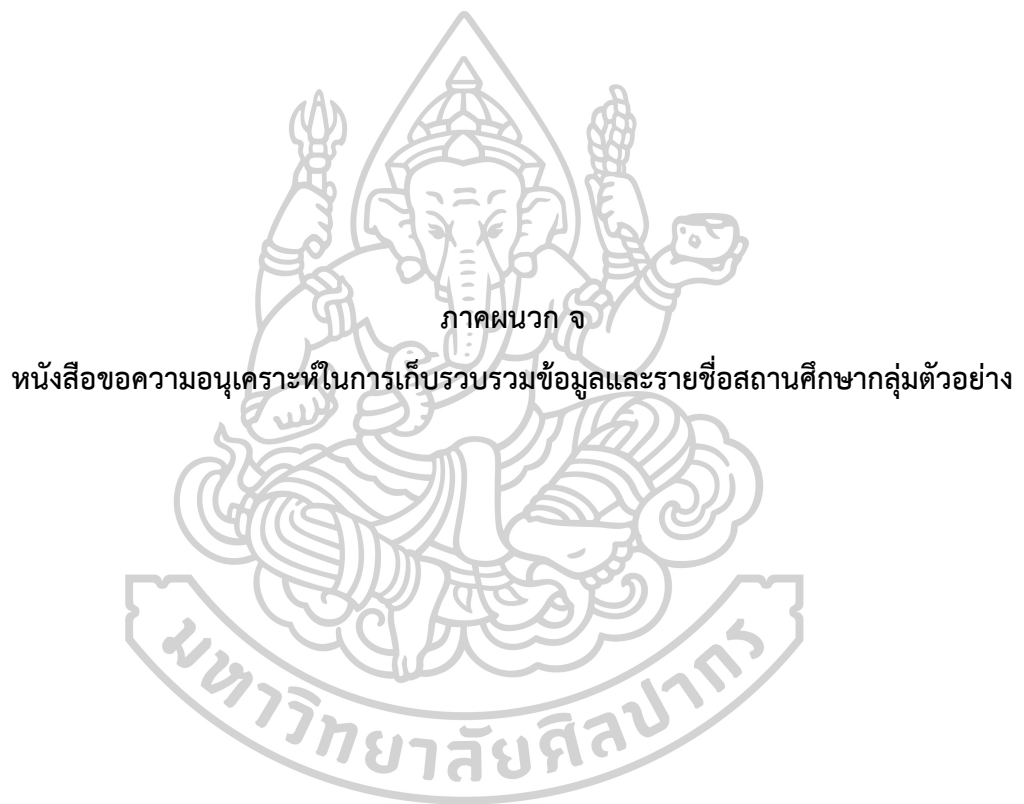 ภาคผนวก จ
หนังสือขอความอนุเคราะห์ในการเก็บรวบรวมข้อมูลและรายชื่อสถานศึกษากลุ่มตัวอย่าง
มหาวิทยาลัยศิลปากร